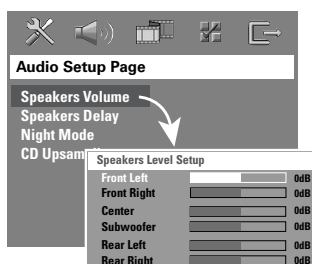 Audio Setup Page
Speakers Volume
Speakers Delay
Night Mode
CD
Speakers Level Setup
Front Left 0dB
Front Right 0dB
Center 0dB
Subwoofer 0dB
Rear Left 0dB
Rear Right 0dB